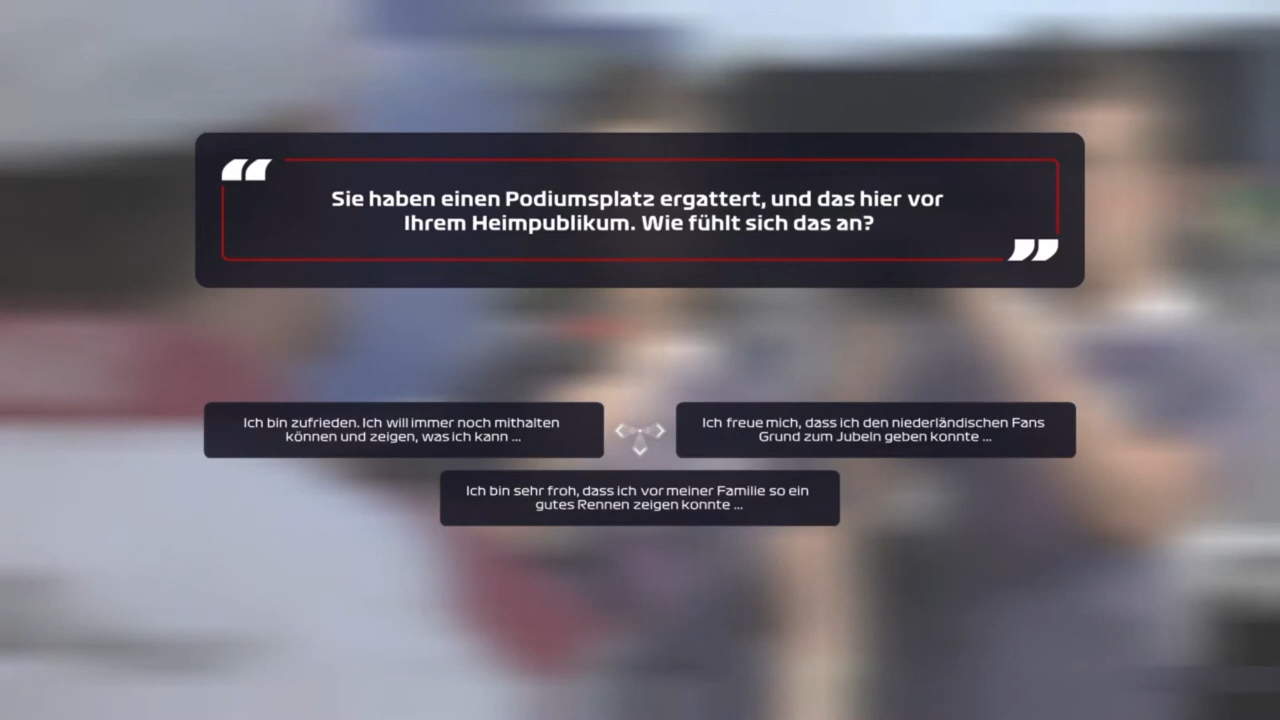 Sie haben einen Podiumsplatz ergattert, und das hier vor
Ihrem Heimpublikum. Wie fühlt sich das an?
Ich bin zufrieden. Ich will immer noch mithalten
können und zeigen, was ich kann ...
Ich freue mich, dass ich den niederländischen Fans
Grund zum Jubeln geben konnte ...
Ich bin sehr froh, dass ich vor meiner Familie so ein
gutes Rennen zeigen konnte ...